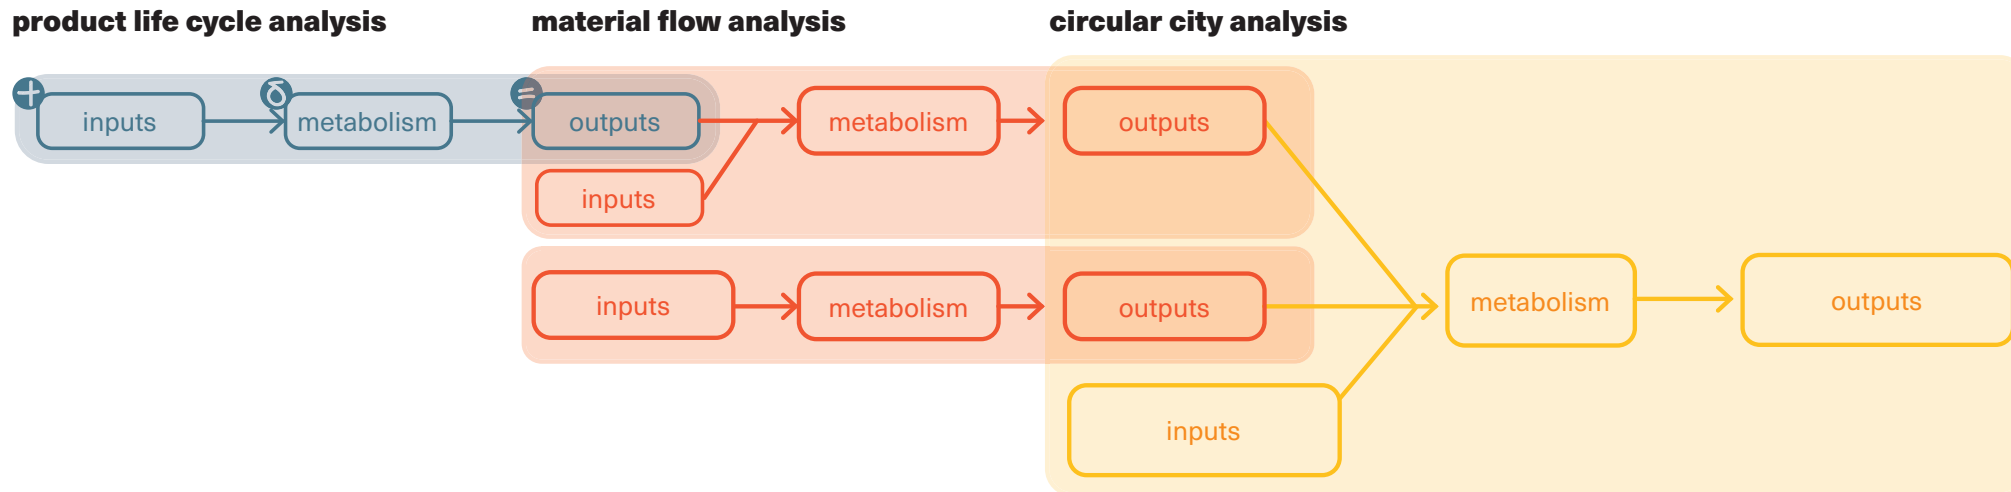 product life cycle analysis
material flow analysis
circular city analysis
+
δ
=
inputs
metabolism
outputs
metabolism
outputs
inputs
inputs
metabolism
outputs
metabolism
outputs
inputs